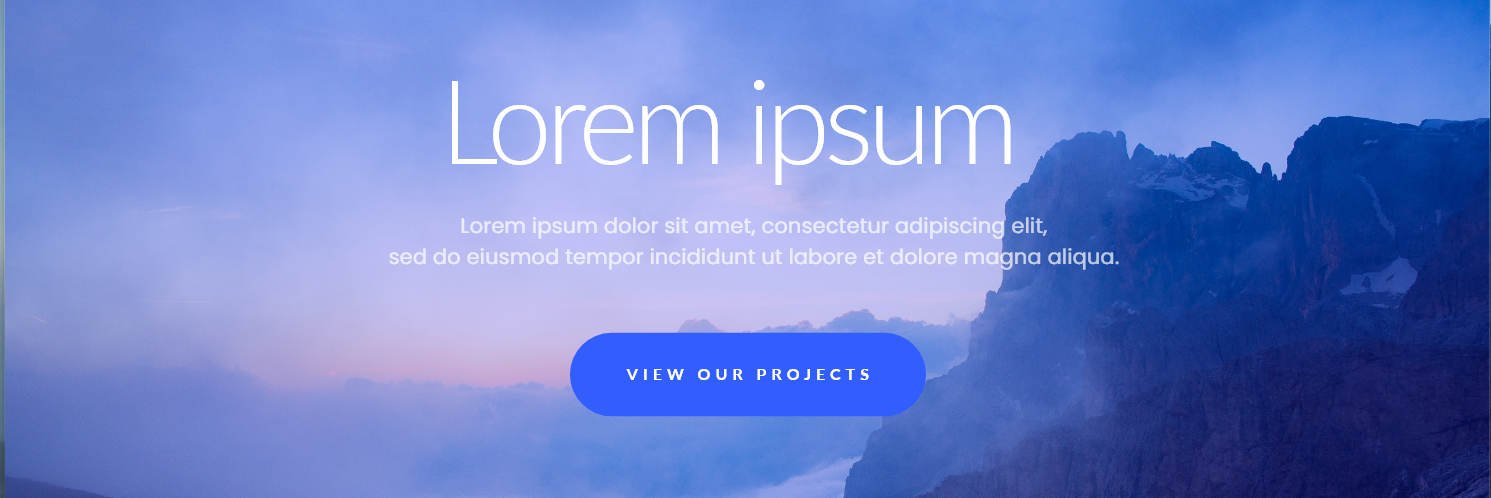 Lorem ipsum
Lorem ipsum dolor sit amet, consectetur adipiscing elit,
sed do eiusmod tempor incididunt ut labore et dolore magna aliqua.
VIEW OUR PROJECTS